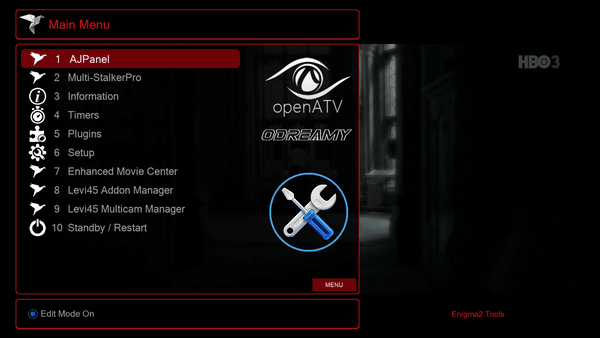 Main Menu
1 AJPanel
2 Multi-StalkerPro
3 Information
4 Timers
5 Plugins
6 Setup
7 Enhanced Movie Center
8 Levi45 Addon Manager
9 Levi45 Multicam Manager
10 Standby / Restart
openATV
ODREAMY
MENU
HBO3
Edit Mode On
Enigma2 Tools